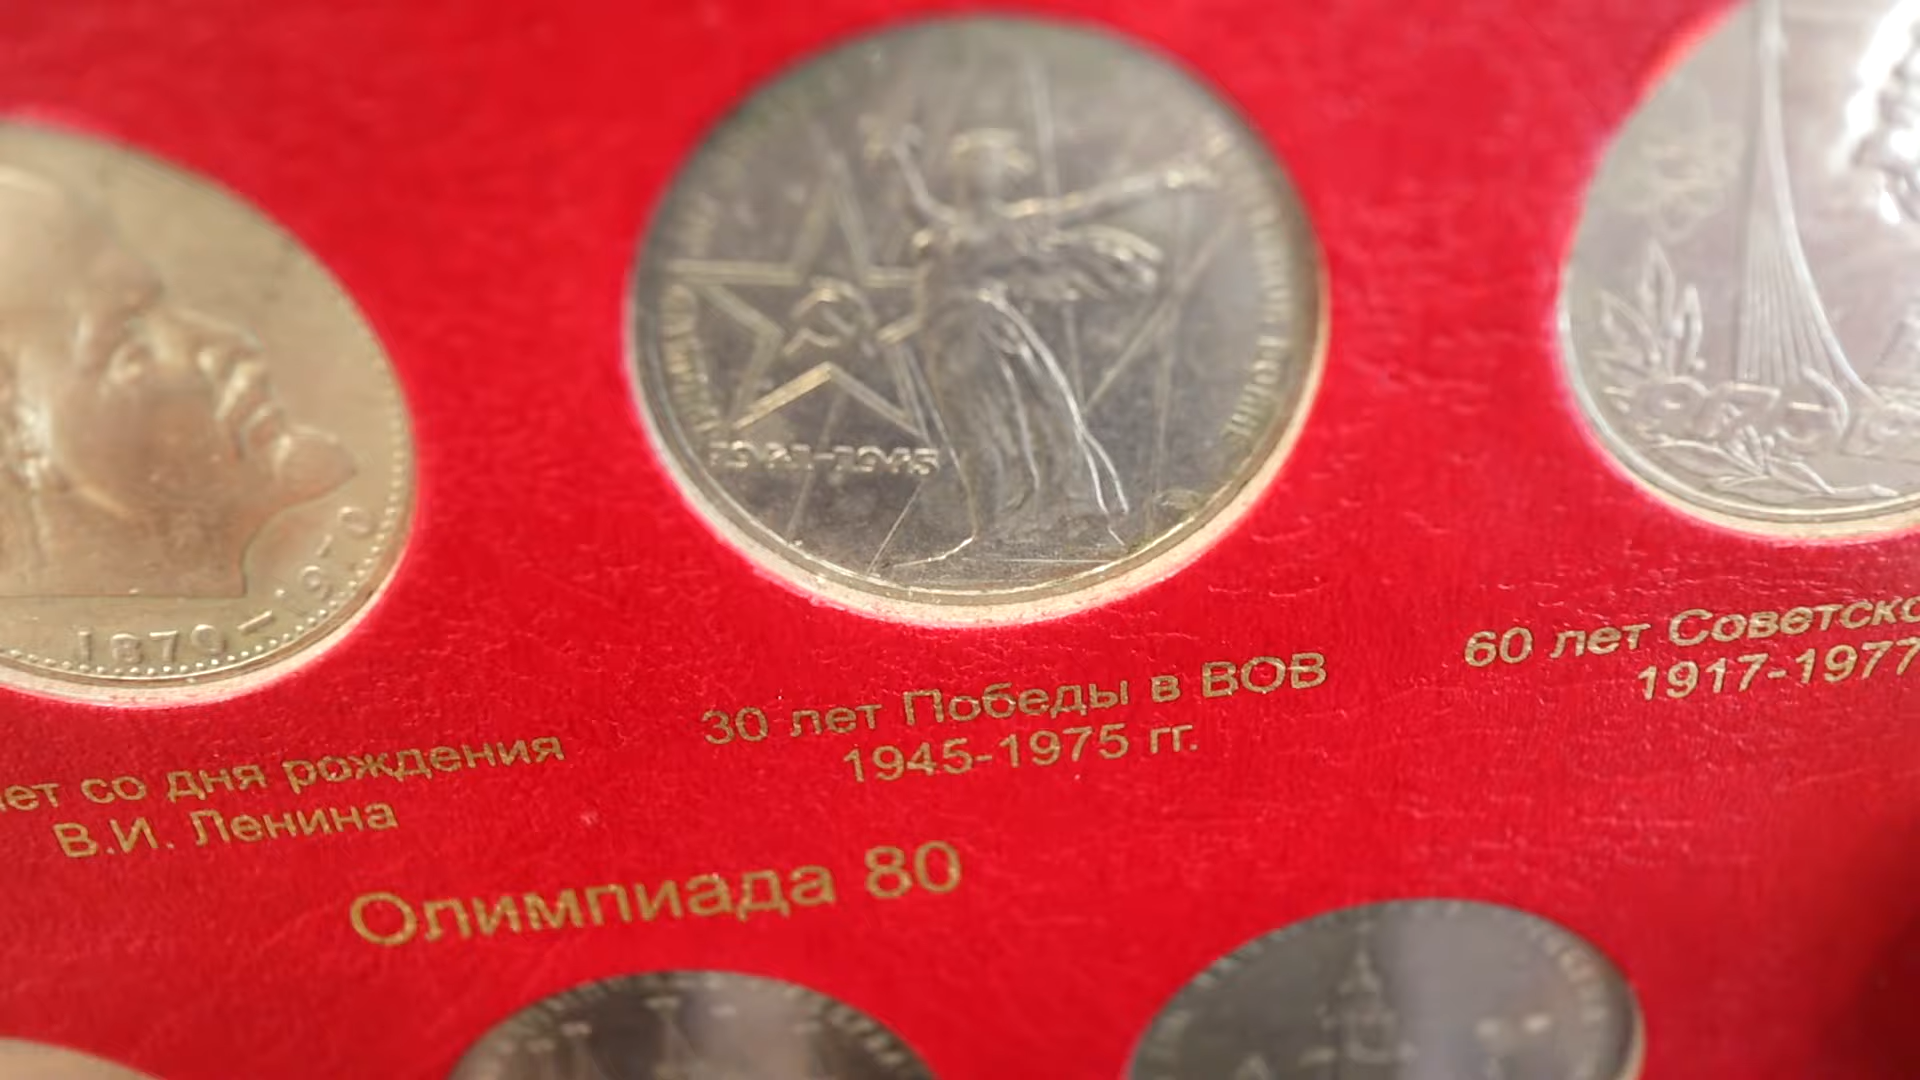 1870-1970
1941-1945
60 лет Советско
1917-1977
30 лет Победы в ВОВ
1945-1975 гг.
лет со дня рождения
В.И. Ленина
Олимпиада 80